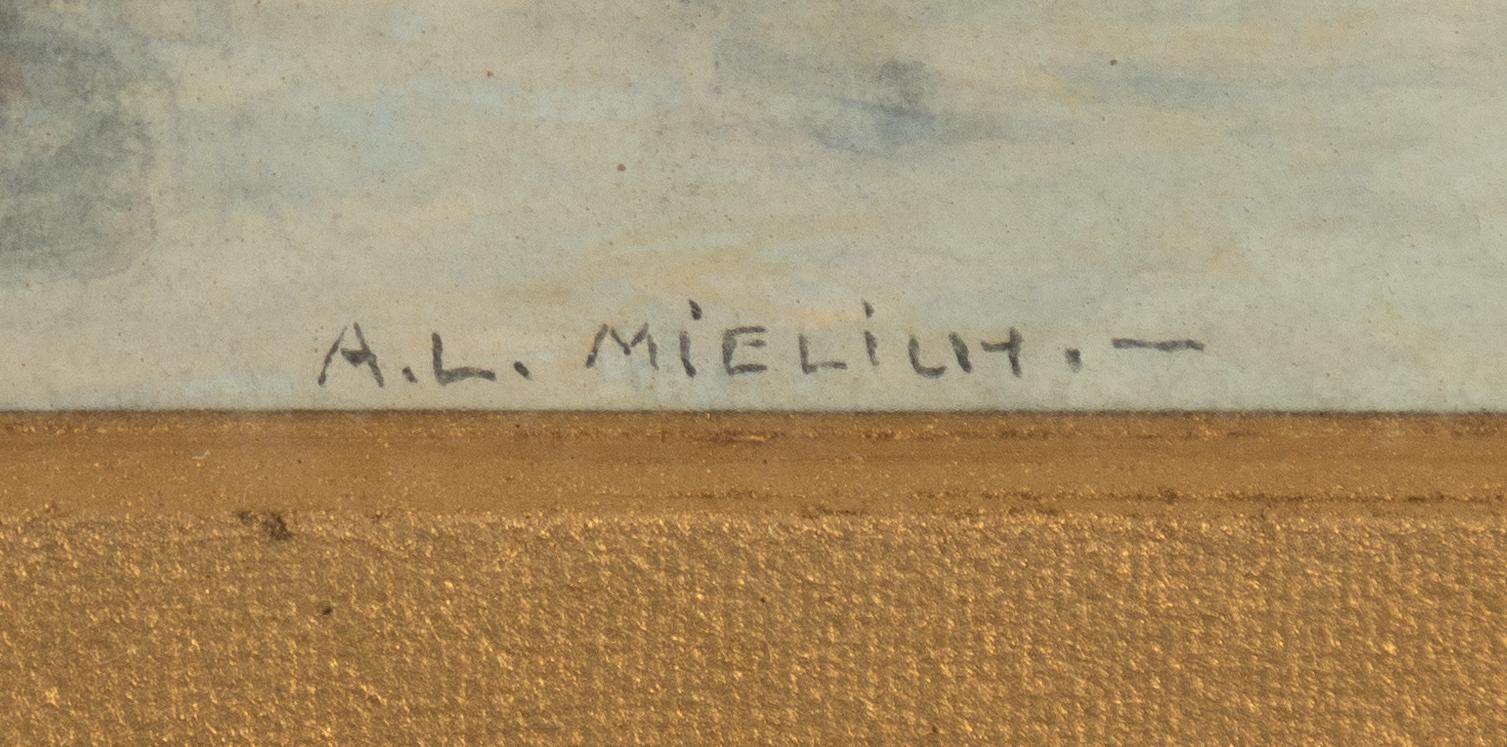 A.L. MiELiCH. —